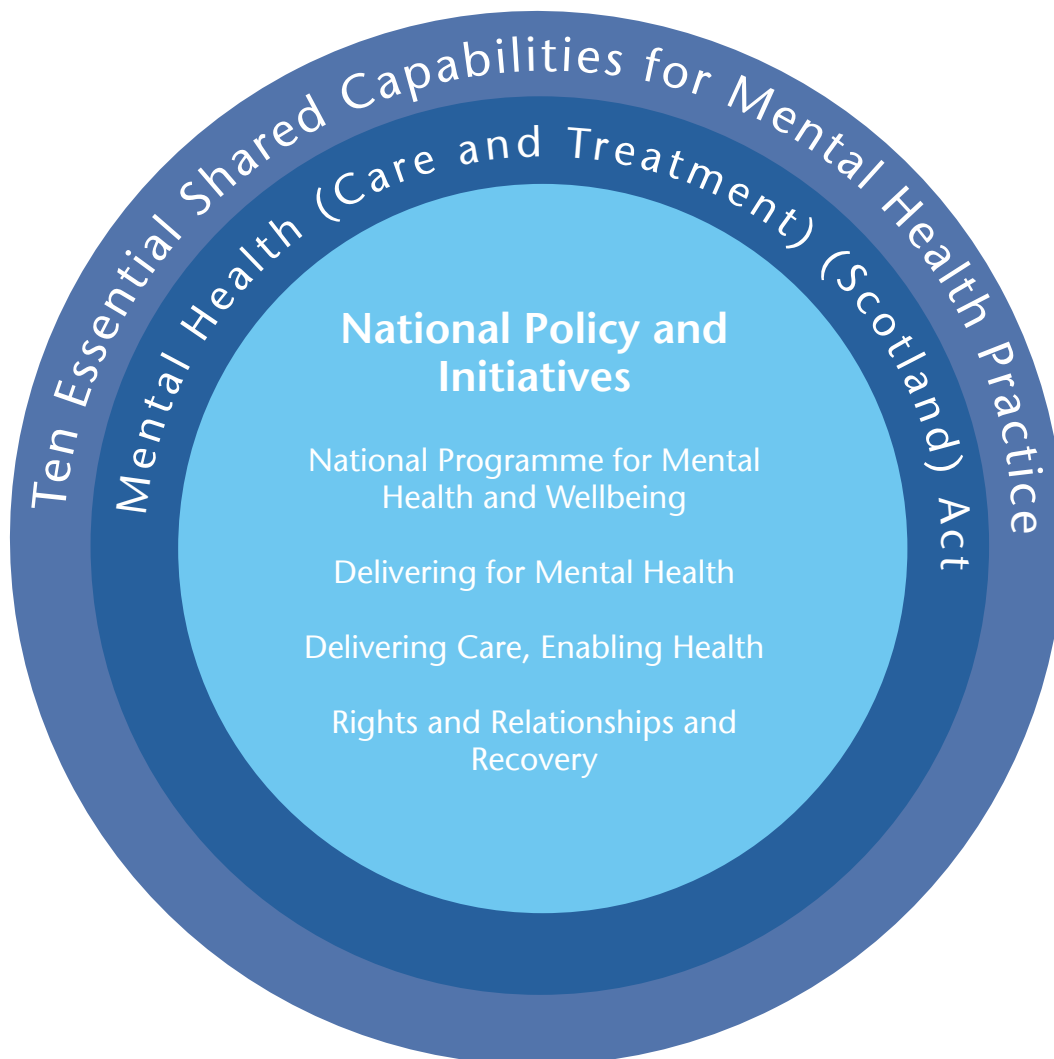 Ten Essential Shared Capabilities for Mental Health Practice
Mental Health (Care and Treatment) (Scotland) Act
National Policy and
Initiatives
National Programme for Mental
Health and Wellbeing
Delivering for Mental Health
Delivering Care, Enabling Health
Rights and Relationships and
Recovery